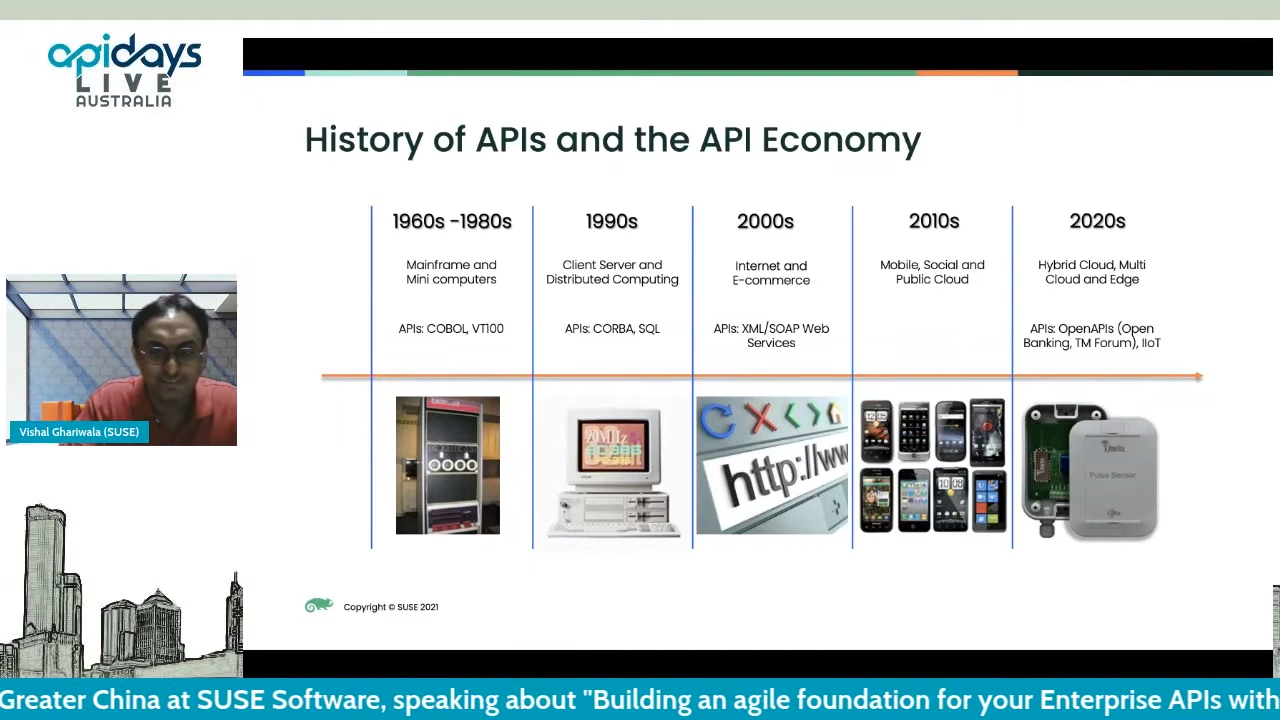 apidays
LIVE
AUSTRALIA
History of APIs and the API Economy
1960s -1980s
Mainframe and
Mini computers
APIs: COBOL, VT100
1990s
Client Server and
Distributed Computing
APIs: CORBA, SQL
2000s
Internet and
E-commerce
APIs: XML/SOAP Web
Services
http://ww
2010s
Mobile, Social and
Public Cloud
2020s
Hybrid Cloud, Multi
Cloud and Edge
APIs: OpenAPIs (Open
Banking, TM Forum), IIoT
Pulse Sensor
Vishal Ghariwala (SUSE)
Copyright © SUSE 2021
Greater China at SUSE Software, speaking about "Building an agile foundation for your Enterprise APIs with